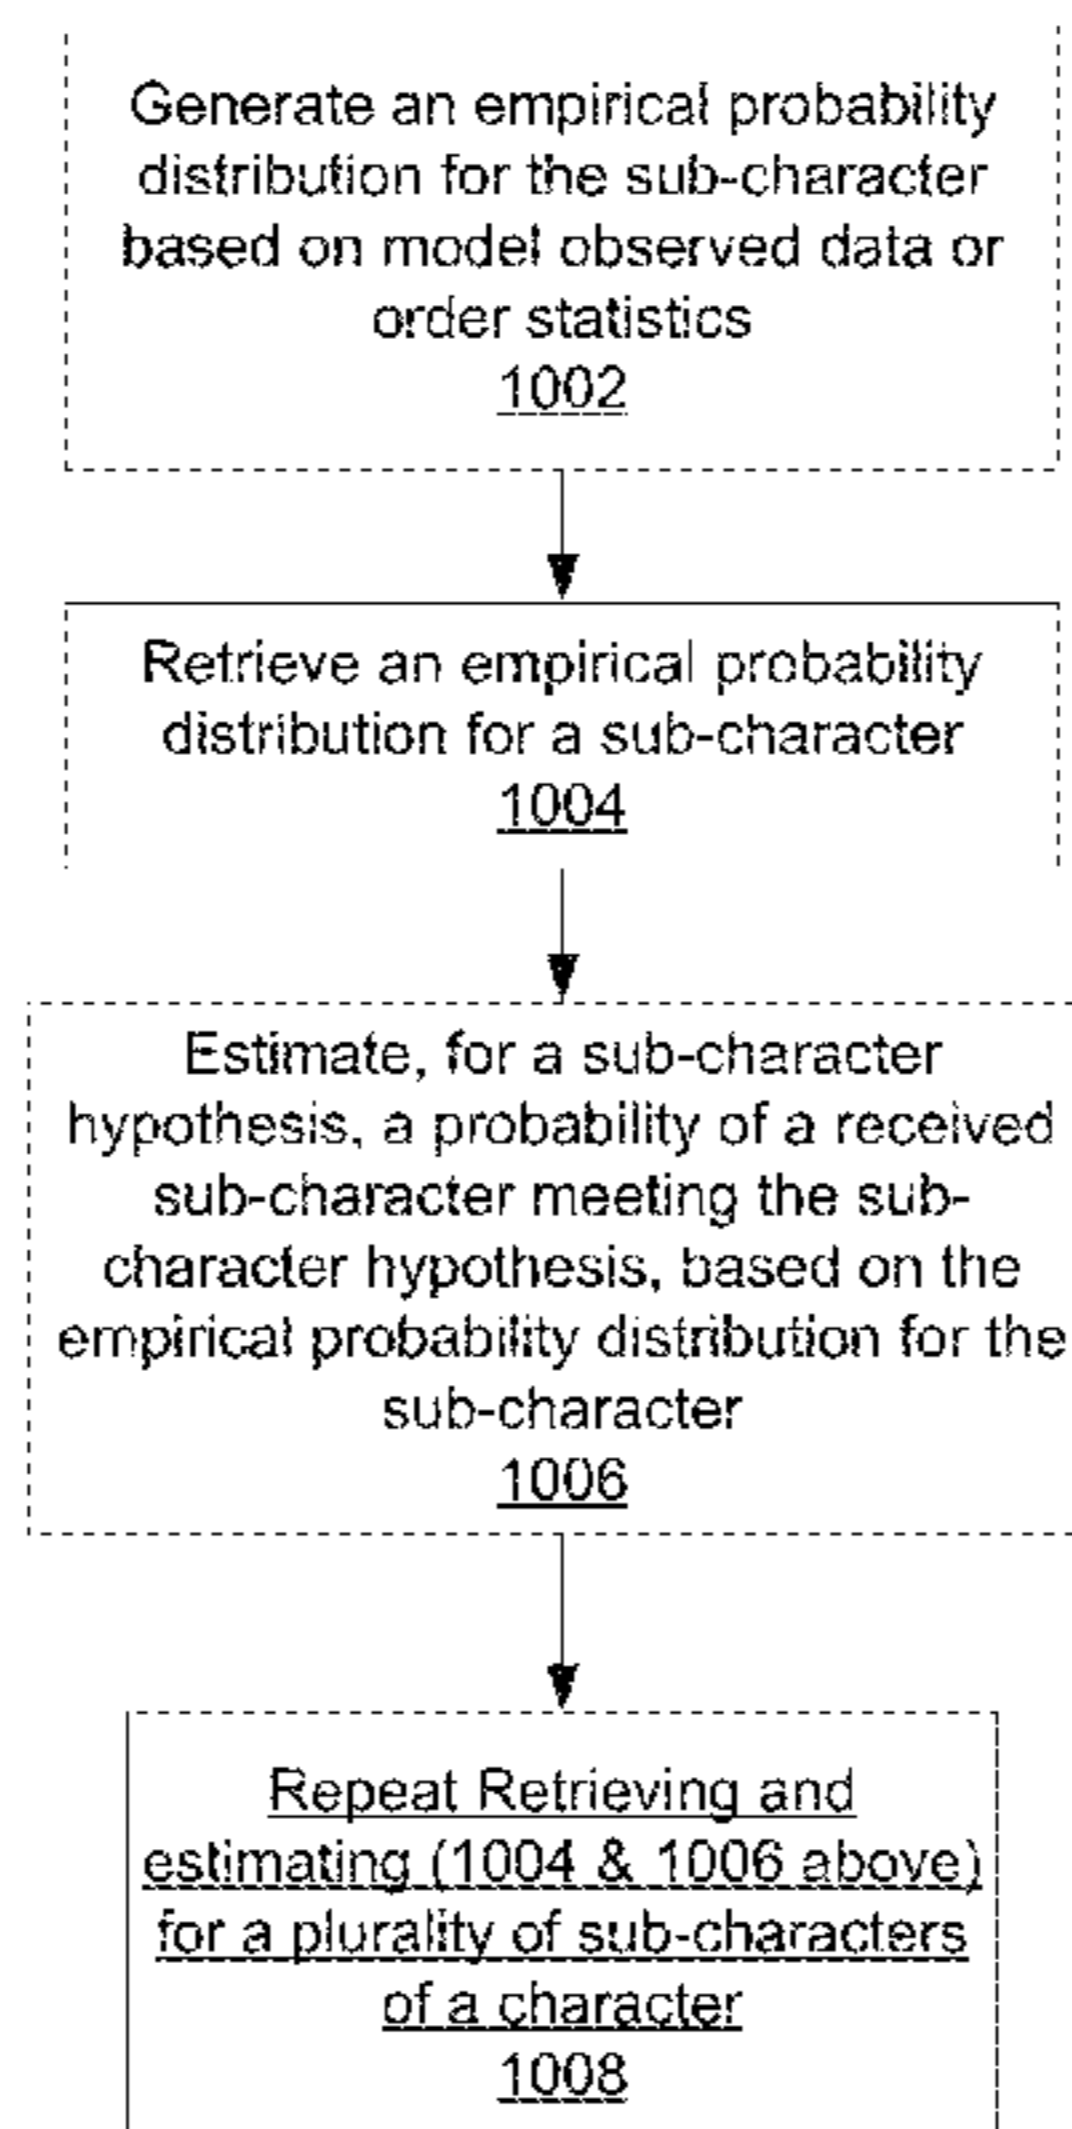 Generate an empirical probability
distribution for the sub-character
based on model observed data or
order statistics
1002
Retrieve an empirical probability
distribution for a sub-character
1004
Estimate, for a sub-character
hypothesis, a probability of a received
sub-character meeting the sub-
character hypothesis, based on the
empirical probability distribution for the
sub-character
1006
Repeat Retrieving and
estimating (1004 & 1006 above)
for a plurality of sub-characters
of a character
1008